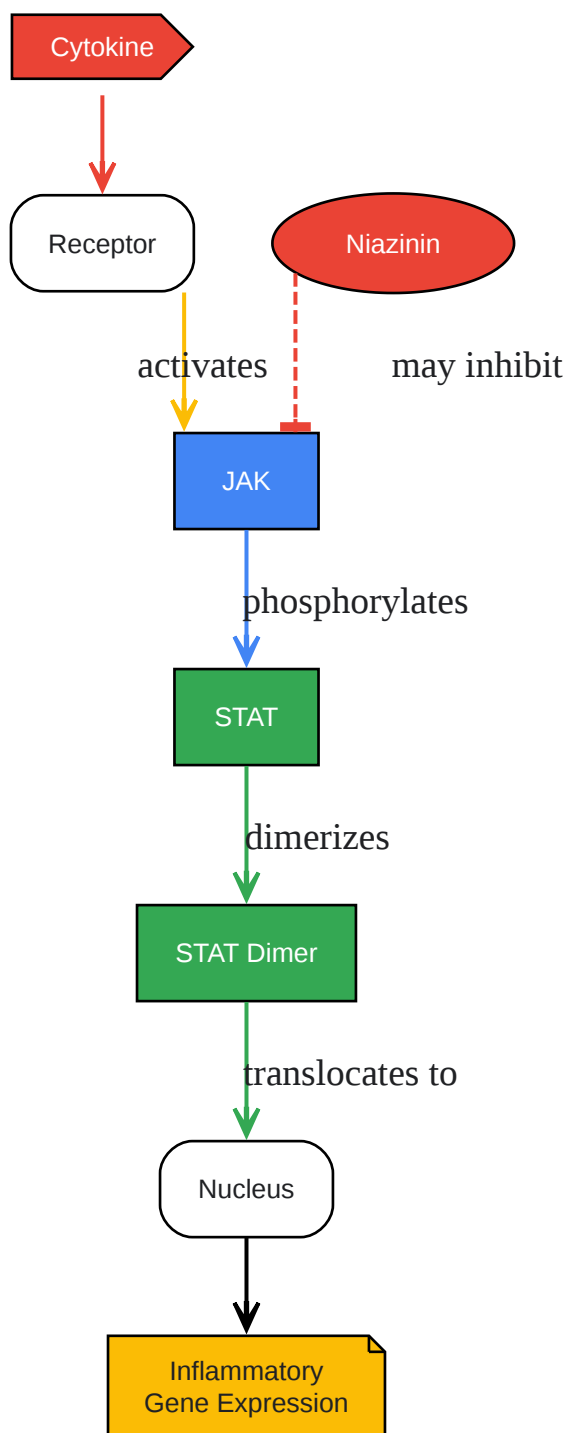 Cytokine
Receptor
Niazinin
activates
may inhibit
JAK
phosphorylates
STAT
dimerizes
STAT Dimer
translocates to
Nucleus
Inflammatory
Gene Expression